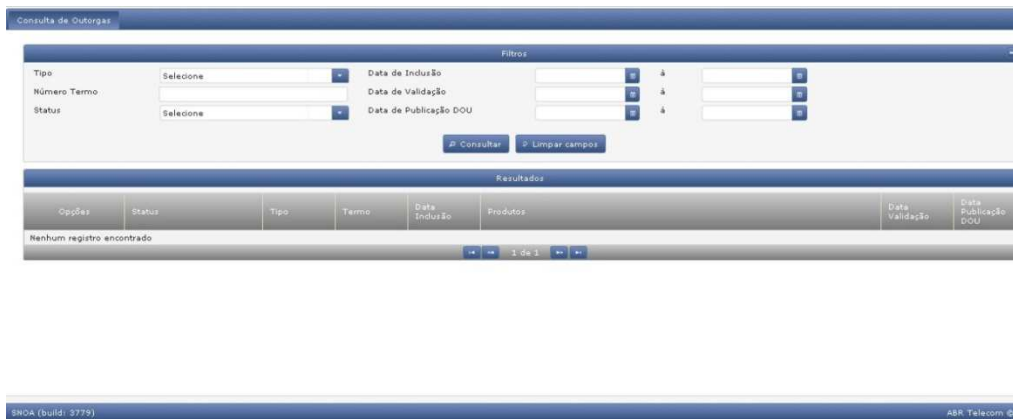 Consulta de Outorgas
Filtros
Tipo Selecione Data de Inclusão á
Número Termo Data de Validação á
Status Selecione Data de Publicação DOU á
Consultar Limpar campos
Resultados
Opções Status Tipo Termo Data Inclusão Produtos Data Validação Data Publicação DOU
Nenhum registro encontrado
1 de 1
SNOA (build: 3779) ABR Telecom ©